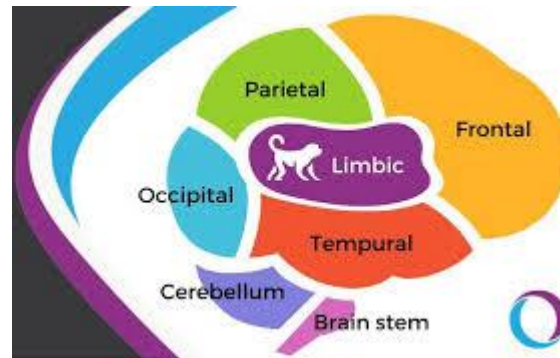 Parietal
Frontal
Limbic
Occipital
Tempural
Cerebellum
Brain stem